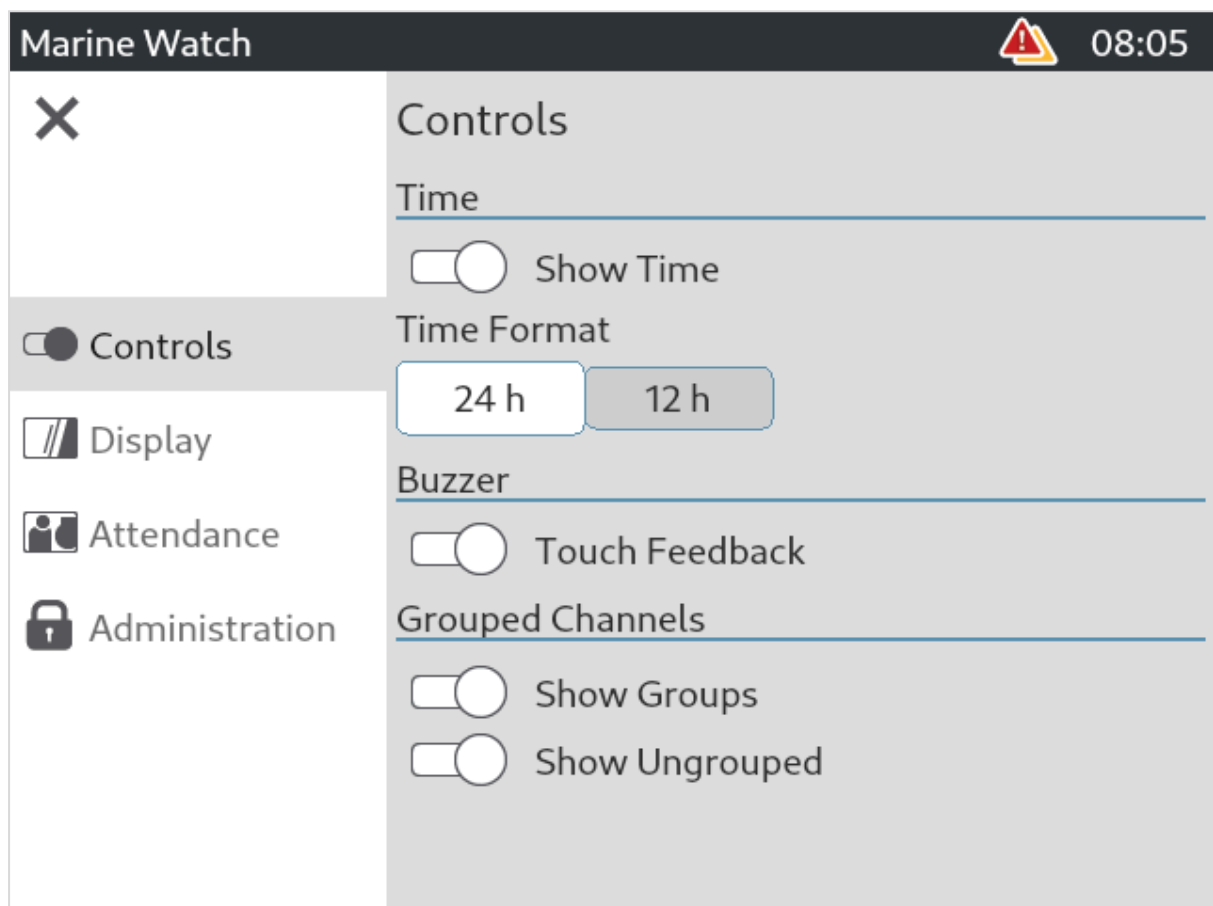 Marine Watch
08:05
Controls
Display
Attendance
Administration
Controls
Time
Show Time
Time Format
24 h
12 h
Buzzer
Touch Feedback
Grouped Channels
Show Groups
Show Ungrouped